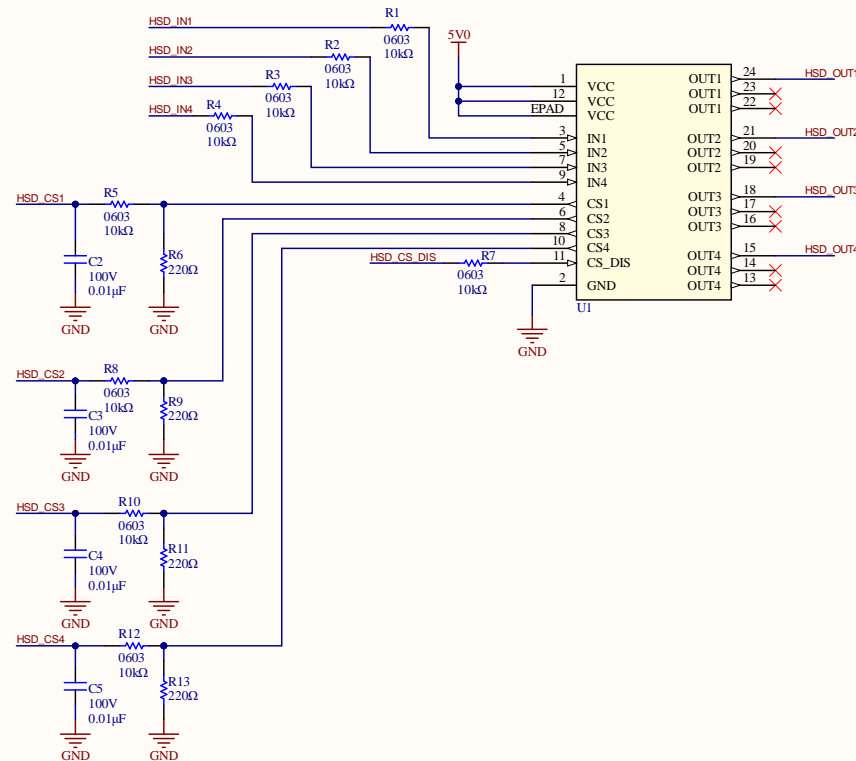 HSD_IN1
R1
0603
10kΩ
HSD_IN2
R2
0603
10kΩ
HSD_IN3
R3
0603
10kΩ
HSD_IN4
R4
0603
10kΩ
5V0
1
VCC
12
VCC
EPAD
VCC
3
IN1
5
IN2
7
IN3
9
IN4
4
CS1
6
CS2
8
CS3
10
CS4
11
CS_DIS
2
GND
U1
OUT1
24
HSD_OUT1
OUT1
23
OUT1
22
OUT2
21
HSD_OUT2
OUT2
20
OUT2
19
OUT3
18
HSD_OUT3
OUT3
17
OUT3
16
OUT4
15
HSD_OUT4
OUT4
14
OUT4
13
HSD_CS_DIS
R7
0603
10kΩ
GND
HSD_CS1
R5
0603
10kΩ
C2
100V
0.01µF
R6
220Ω
GND
GND
HSD_CS2
R8
0603
10kΩ
C3
100V
0.01µF
R9
220Ω
GND
GND
HSD_CS3
R10
0603
10kΩ
C4
100V
0.01µF
R11
220Ω
GND
GND
HSD_CS4
R12
0603
10kΩ
C5
100V
0.01µF
R13
220Ω
GND
GND